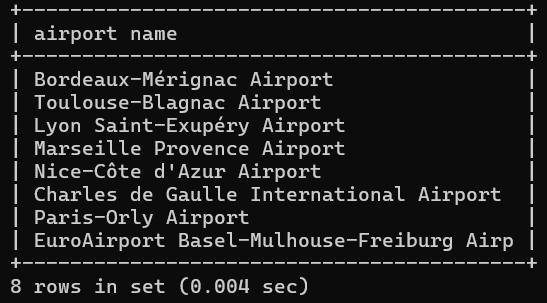 airport name
Bordeaux-Mérignac Airport
Toulouse-Blagnac Airport
Lyon Saint-Exupéry Airport
Marseille Provence Airport
Nice-Côte d'Azur Airport
Charles de Gaulle International Airport
Paris-Orly Airport
EuroAirport Basel-Mulhouse-Freiburg Airp
8 rows in set (0.004 sec)